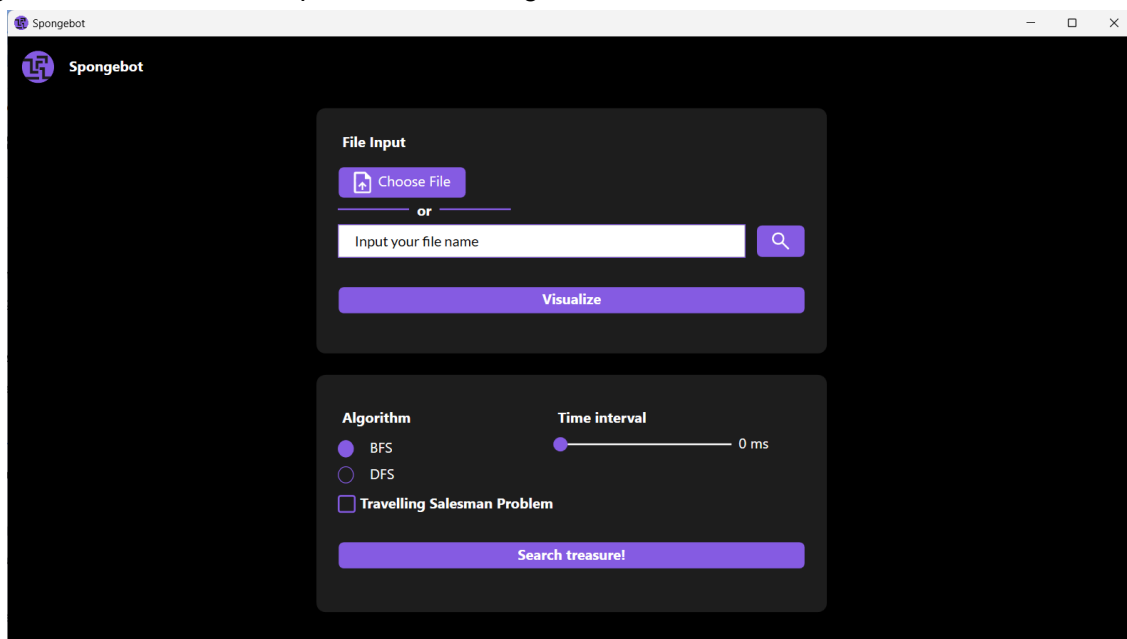 Spongebot
Spongebot
File Input
Choose File
or
Input your file name
Visualize
Algorithm
Time interval
BFS
0 ms
DFS
Travelling Salesman Problem
Search treasure!